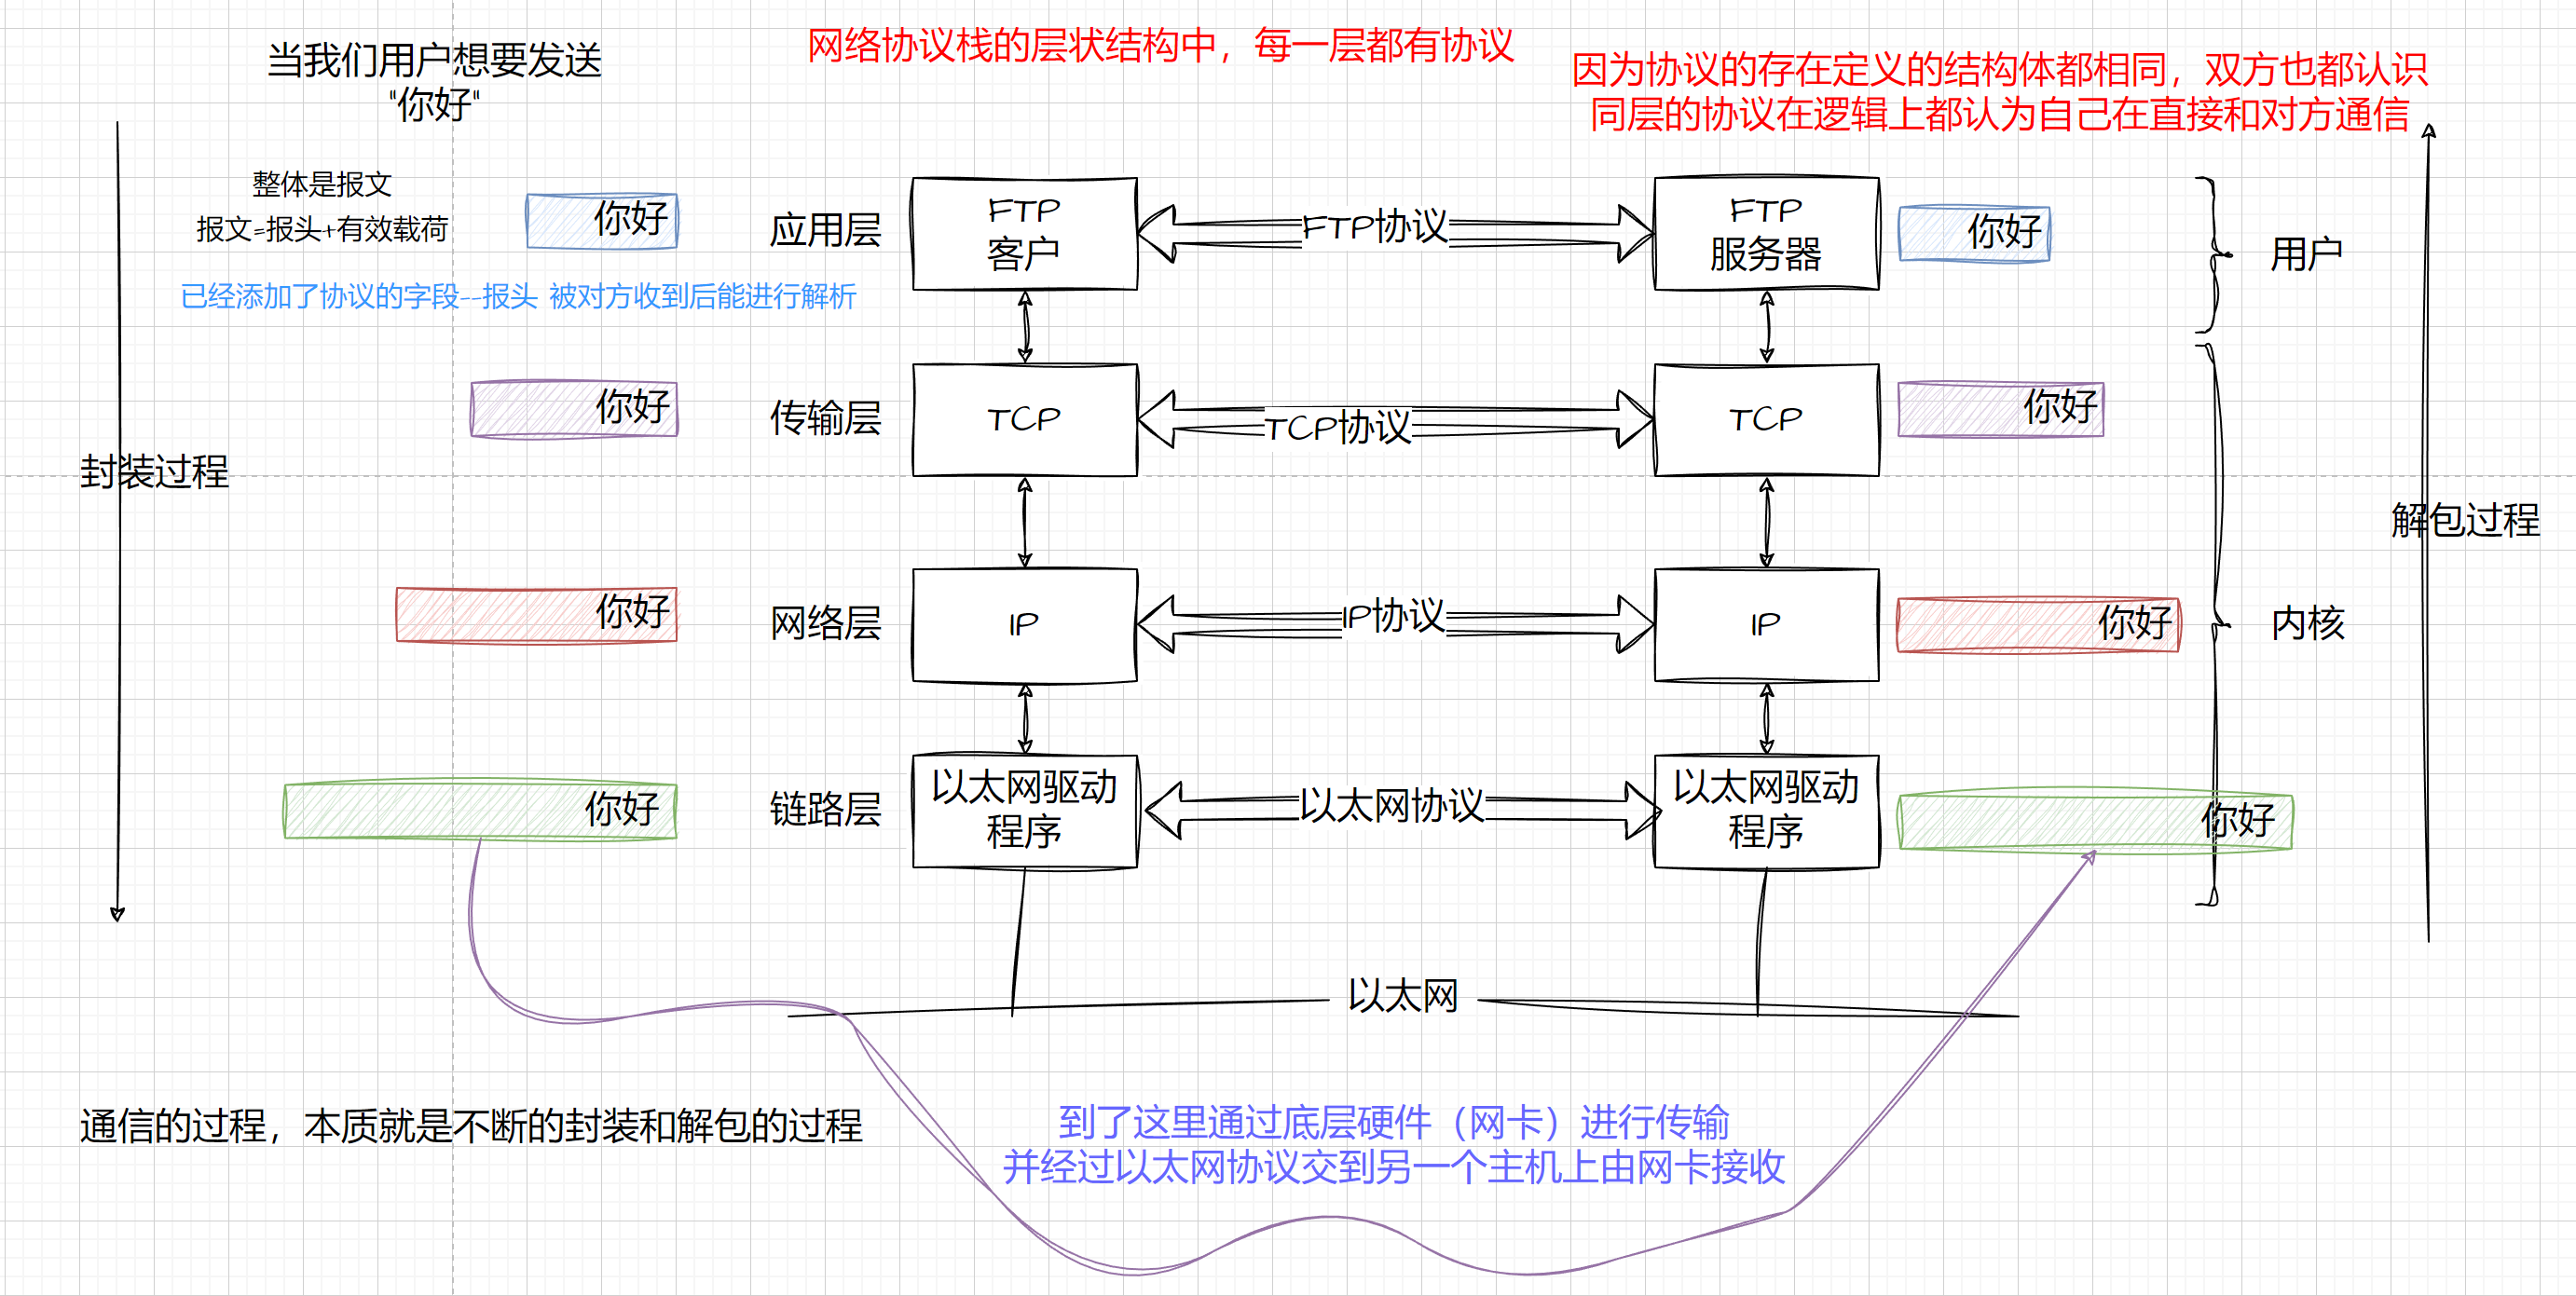 当我们用户想要发送
"你好"
网络协议栈的层状结构中，每一层都有协议
因为协议的存在定义的结构体都相同，双方也都认识
同层的协议在逻辑上都认为自己在直接和对方通信
整体是报文
报文=报头+有效载荷
你好
应用层
FTP
客户
FTP协议
FTP
服务器
你好
用户
已经添加了协议的字段--报头 被对方收到后能进行解析
你好
传输层
TCP
TCP协议
TCP
你好
封装过程
解包过程
你好
网络层
IP
IP协议
IP
你好
内核
你好
链路层
以太网驱动
程序
以太网协议
以太网驱动
程序
你好
以太网
通信的过程，本质就是不断的封装和解包的过程
到了这里通过底层硬件（网卡）进行传输
并经过以太网协议交到另一个主机上由网卡接收